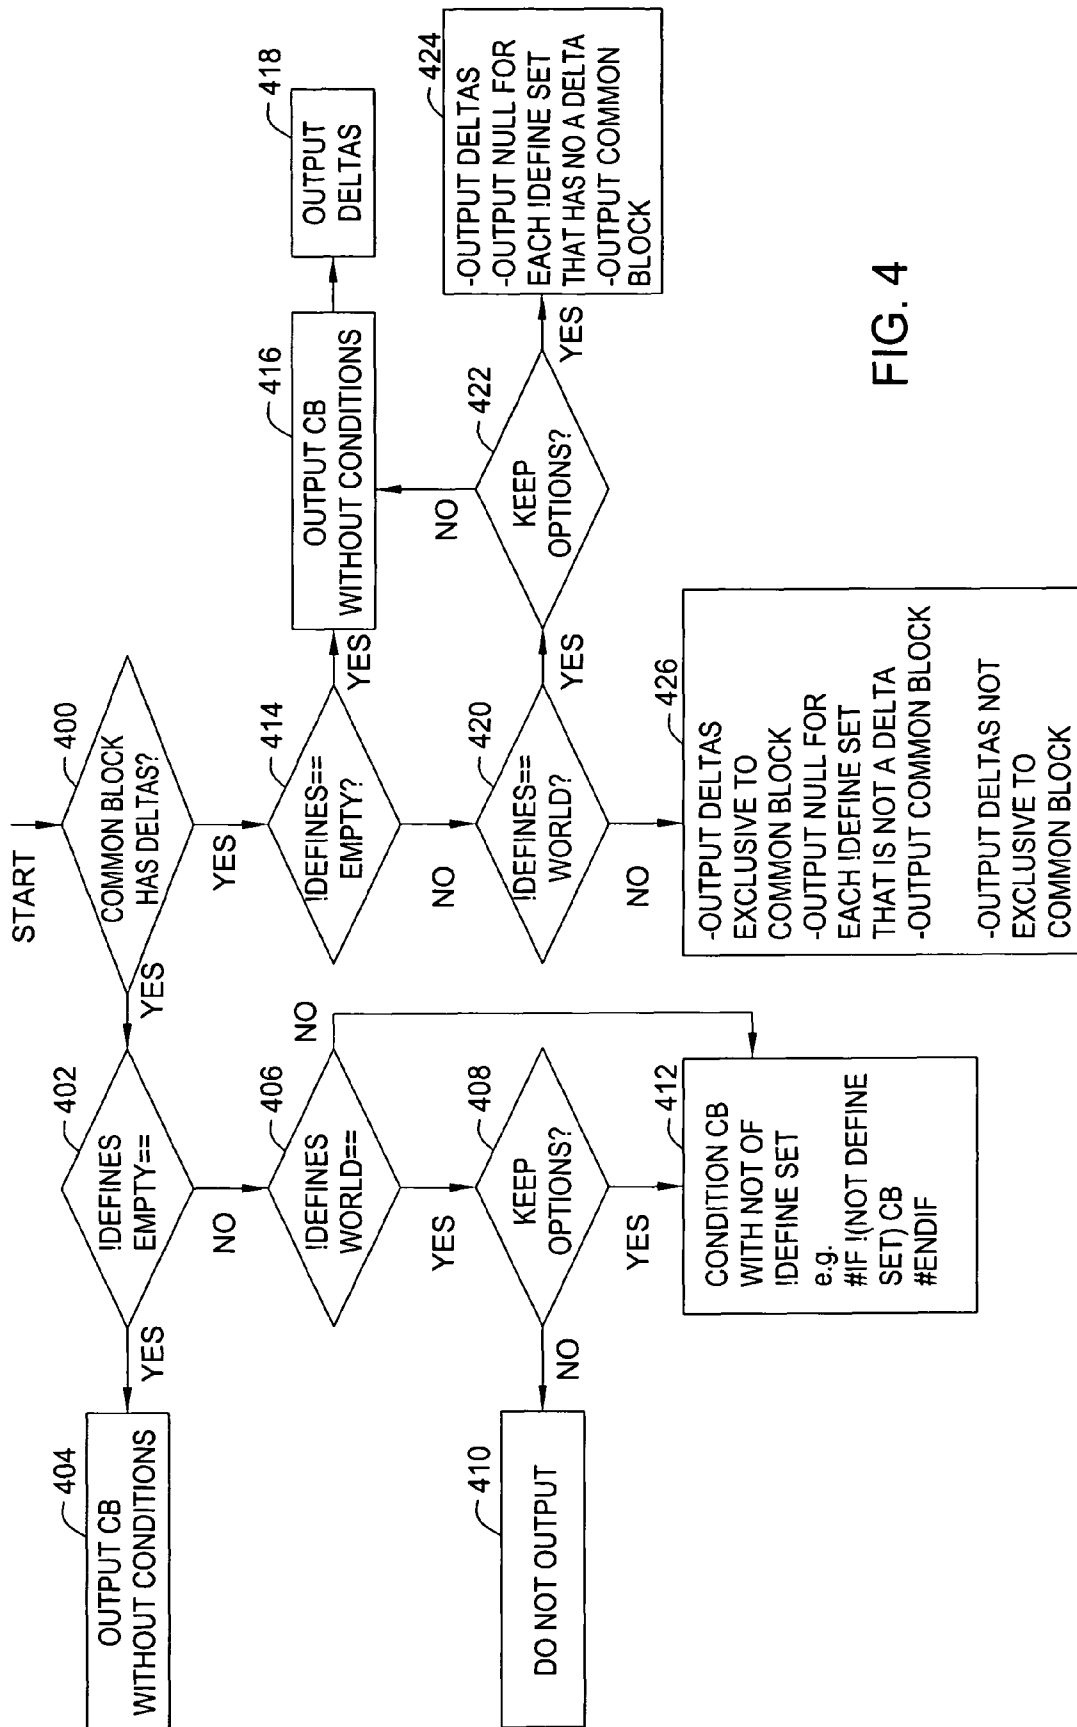 START
COMMON BLOCK
HAS DELTAS?
400
YES
YES
!DEFINES
EMPTY==
402
YES
NO
OUTPUT CB
WITHOUT CONDITIONS
404
!DEFINES
WORLD==
406
NO
YES
KEEP
OPTIONS?
408
NO
YES
DO NOT OUTPUT
410
CONDITION CB
WITH NOT OF
!DEFINE SET
e.g.
#IF !(NOT DEFINE
SET) CB
#ENDIF
412
!DEFINES==
EMPTY?
414
YES
NO
OUTPUT CB
WITHOUT CONDITIONS
416
OUTPUT
DELTAS
418
!DEFINES==
WORLD?
420
YES
NO
KEEP
OPTIONS?
422
NO
YES
-OUTPUT DELTAS
-OUTPUT NULL FOR
EACH !DEFINE SET
THAT HAS NO A DELTA
-OUTPUT COMMON
BLOCK
424
-OUTPUT DELTAS
EXCLUSIVE TO
COMMON BLOCK
-OUTPUT NULL FOR
EACH !DEFINE SET
THAT IS NOT A DELTA
-OUTPUT COMMON BLOCK
-OUTPUT DELTAS NOT
EXCLUSIVE TO
COMMON BLOCK
426
FIG. 4